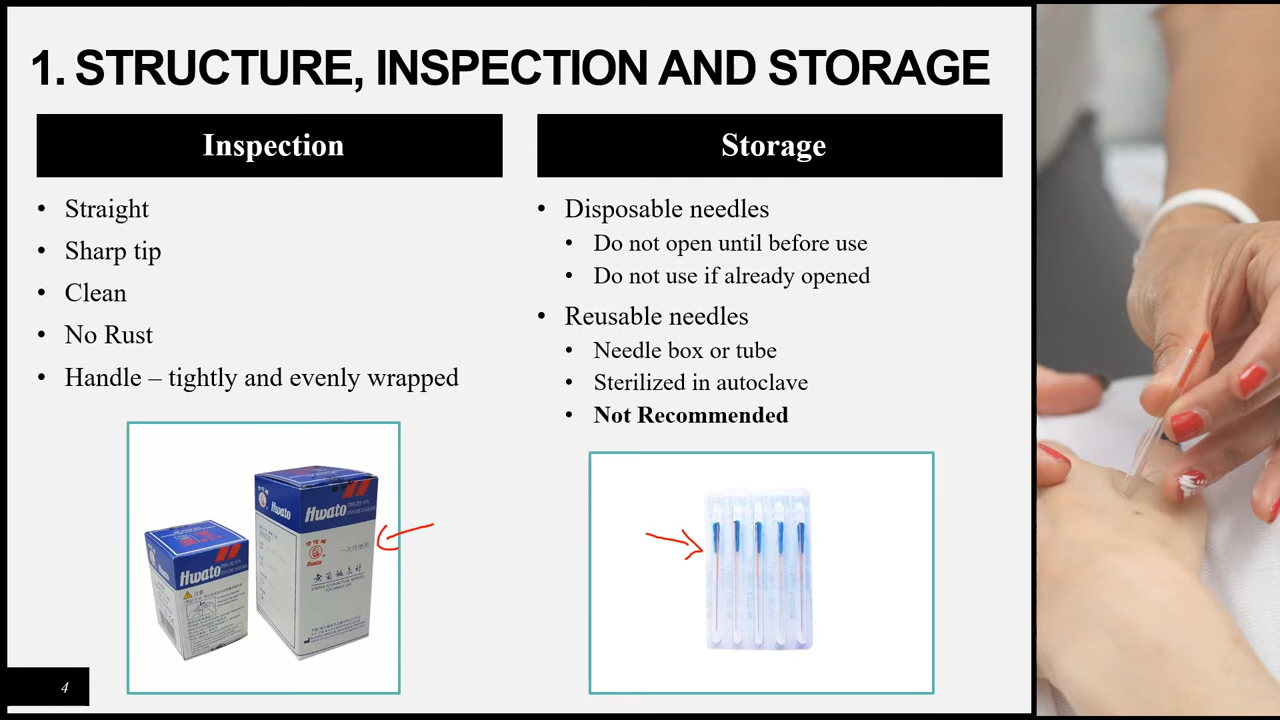 1. STRUCTURE, INSPECTION AND STORAGE
Inspection
• Straight
• Sharp tip
• Clean
• No Rust
• Handle – tightly and evenly wrapped
Storage
• Disposable needles
• Do not open until before use
• Do not use if already opened
• Reusable needles
• Needle box or tube
• Sterilized in autoclave
• Not Recommended
Hwato
Hwato
Hwato
4